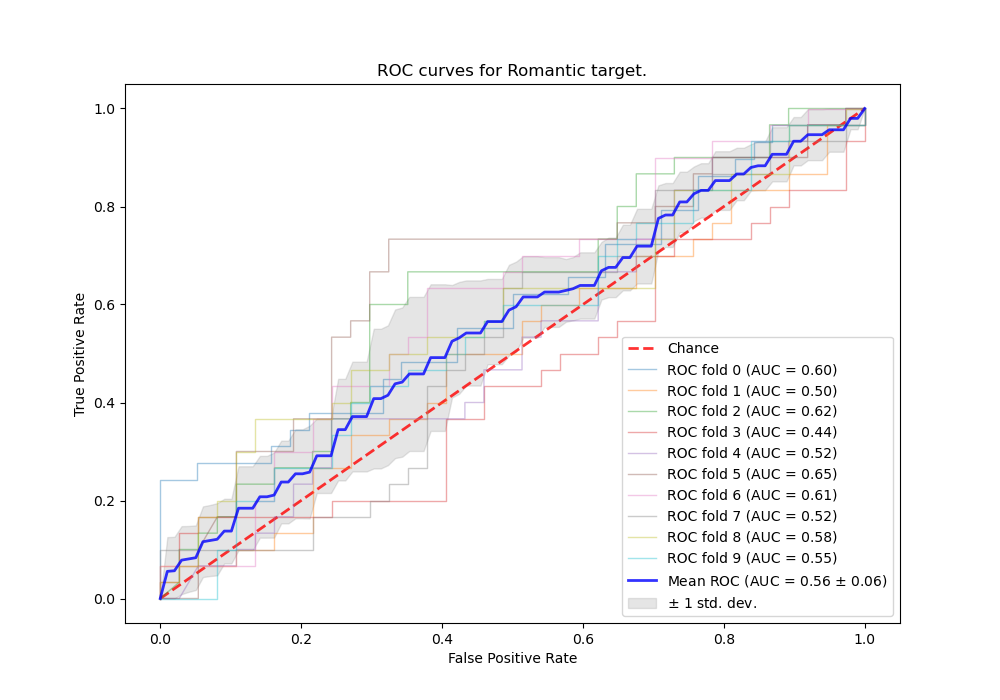 ROC curves for Romantic target.
True Positive Rate
1.0
0.8
0.6
0.4
0.2
0.0
Chance
ROC fold 0 (AUC = 0.60)
ROC fold 1 (AUC = 0.50)
ROC fold 2 (AUC = 0.62)
ROC fold 3 (AUC = 0.44)
ROC fold 4 (AUC = 0.52)
ROC fold 5 (AUC = 0.65)
ROC fold 6 (AUC = 0.61)
ROC fold 7 (AUC = 0.52)
ROC fold 8 (AUC = 0.58)
ROC fold 9 (AUC = 0.55)
Mean ROC (AUC = 0.56 ± 0.06)
± 1 std. dev.
0.0 0.2 0.4 0.6 0.8 1.0
False Positive Rate